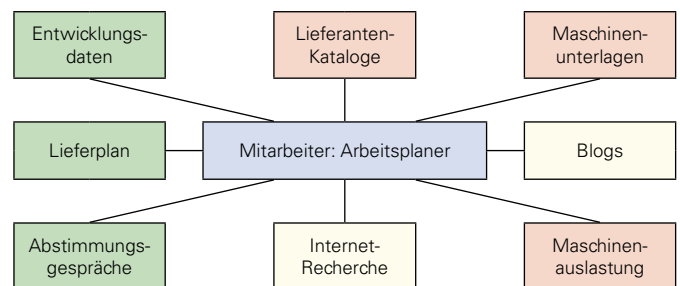 Entwicklungs-
daten
Lieferanten-
Kataloge
Maschinen-
unterlagen
Lieferplan
Mitarbeiter: Arbeitsplaner
Blogs
Abstimmungs-
gespräche
Internet-
Recherche
Maschinen-
auslastung